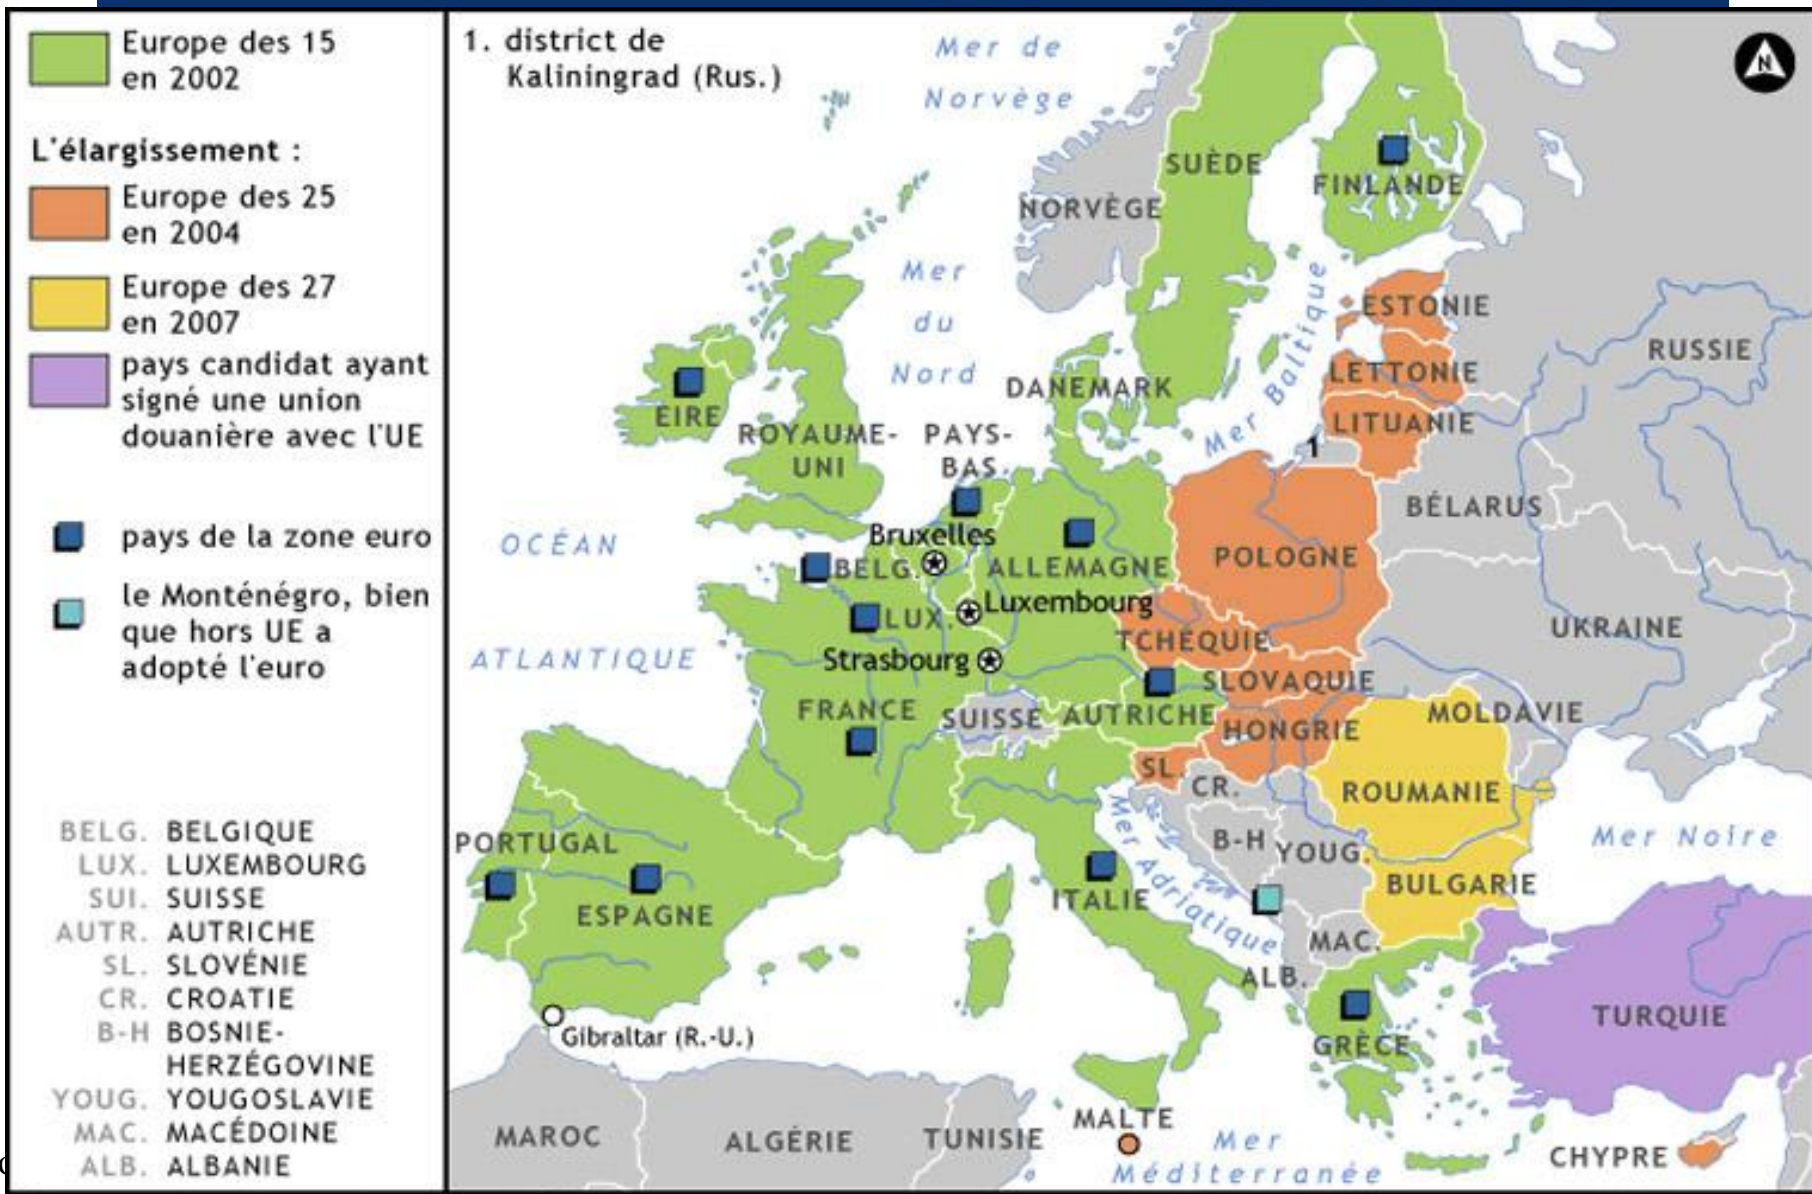 Europe des 15
en 2002
L'élargissement :
Europe des 25
en 2004
Europe des 27
en 2007
pays candidat ayant
signé une union
douanière avec l'UE
pays de la zone euro
le Monténégro, bien
que hors UE a
adopté l'euro
BELG. BELGIQUE
LUX. LUXEMBOURG
SUI. SUISSE
AUTR. AUTRICHE
SL. SLOVÉNIE
CR. CROATIE
B-H BOSNIE-
HERZÉGOVINE
YOUG. YOUGOSLAVIE
MAC. MACÉDOINE
ALB. ALBANIE
1. district de
Kaliningrad (Rus.)
Mer de
Norvège
N
SUÈDE
FINLANDE
NORVÈGE
Mer
du
Nord
Mer Baltique
ESTONIE
RUSSIE
LETTONIE
DANEMARK
EIRE
LITUANIE
ROYAUME-
UNI
PAYS-
BAS
1
BÉLARUS
OCÉAN
Bruxelles
BELG.
ALLEMAGNE
POLOGNE
LUX.
Luxembourg
TCHÉQUIE
UKRAINE
ATLANTIQUE
Strasbourg
SLOVAQUIE
FRANCE
SUISSE
AUTRICHE
HONGRIE
MOLDAVIE
SL.
CR.
ROUMANIE
Mer Adriatique
B-H
YOUG.
Mer Noire
PORTUGAL
ESPAGNE
ITALIE
BULGARIE
MAC.
ALB.
TURQUIE
Gibraltar (R.-U.)
GRÈCE
MAROC
ALGÉRIE
TUNISIE
MALTE
Mer
Méditerranée
CHYPRE